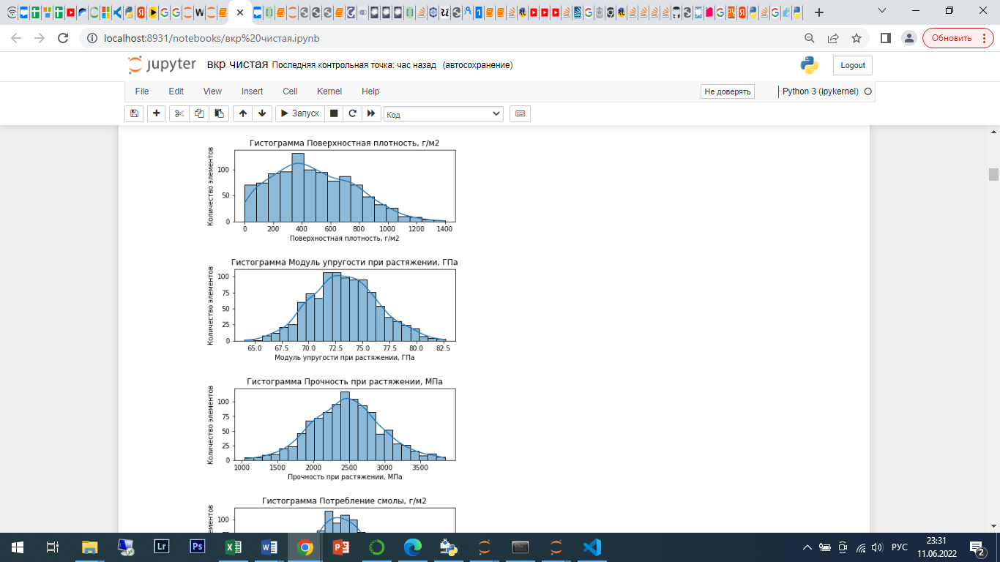 localhost:8931/notebooks/вкр%20чистая.ipynb
Обновить
jupyter вкр чистая Последняя контрольная точка: час назад (автосохранение)
Logout
File Edit View Insert Cell Kernel Help
Не доверять
Python 3 (ipykernel)
Запуск
Код
Гистограмма Поверхностная плотность, г/м2
Количество элементов
100
50
0
0 200 400 600 800 1000 1200 1400
Поверхностная плотность, г/м2
Гистограмма Модуль упругости при растяжении, ГПа
Количество элементов
100
75
50
25
0
65.0 67.5 70.0 72.5 75.0 77.5 80.0 82.5
Модуль упругости при растяжении, ГПа
Гистограмма Прочность при растяжении, МПа
Количество элементов
100
75
50
25
0
1000 1500 2000 2500 3000 3500
Прочность при растяжении, МПа
Гистограмма Потребление смолы, г/м2
100
Lr
Ps
РУС
23:31
11.06.2022
2